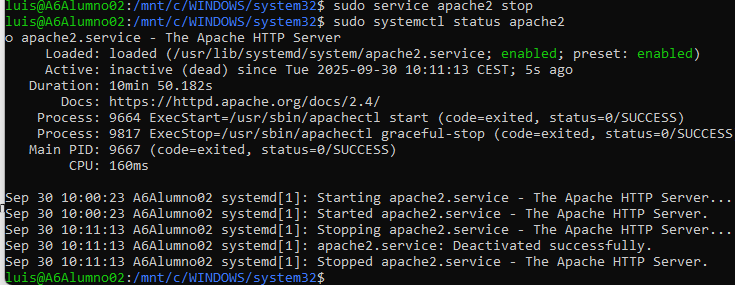 luis@A6Alumno02:/mnt/c/WINDOWS/system32$ sudo service apache2 stop
luis@A6Alumno02:/mnt/c/WINDOWS/system32$ sudo systemctl status apache2
o apache2.service - The Apache HTTP Server
Loaded: loaded (/usr/lib/systemd/system/apache2.service; enabled; preset: enabled)
Active: inactive (dead) since Tue 2025-09-30 10:11:13 CEST; 5s ago
Duration: 10min 50.182s
Docs: https://httpd.apache.org/docs/2.4/
Process: 9664 ExecStart=/usr/sbin/apachectl start (code=exited, status=0/SUCCESS)
Process: 9817 ExecStop=/usr/sbin/apachectl graceful-stop (code=exited, status=0/SUCCESS
Main PID: 9667 (code=exited, status=0/SUCCESS)
CPU: 160ms
Sep 30 10:00:23 A6Alumno02 systemd[1]: Starting apache2.service - The Apache HTTP Server...
Sep 30 10:00:23 A6Alumno02 systemd[1]: Started apache2.service - The Apache HTTP Server.
Sep 30 10:11:13 A6Alumno02 systemd[1]: Stopping apache2.service - The Apache HTTP Server...
Sep 30 10:11:13 A6Alumno02 systemd[1]: apache2.service: Deactivated successfully.
Sep 30 10:11:13 A6Alumno02 systemd[1]: Stopped apache2.service - The Apache HTTP Server.
luis@A6Alumno02:/mnt/c/WINDOWS/system32$